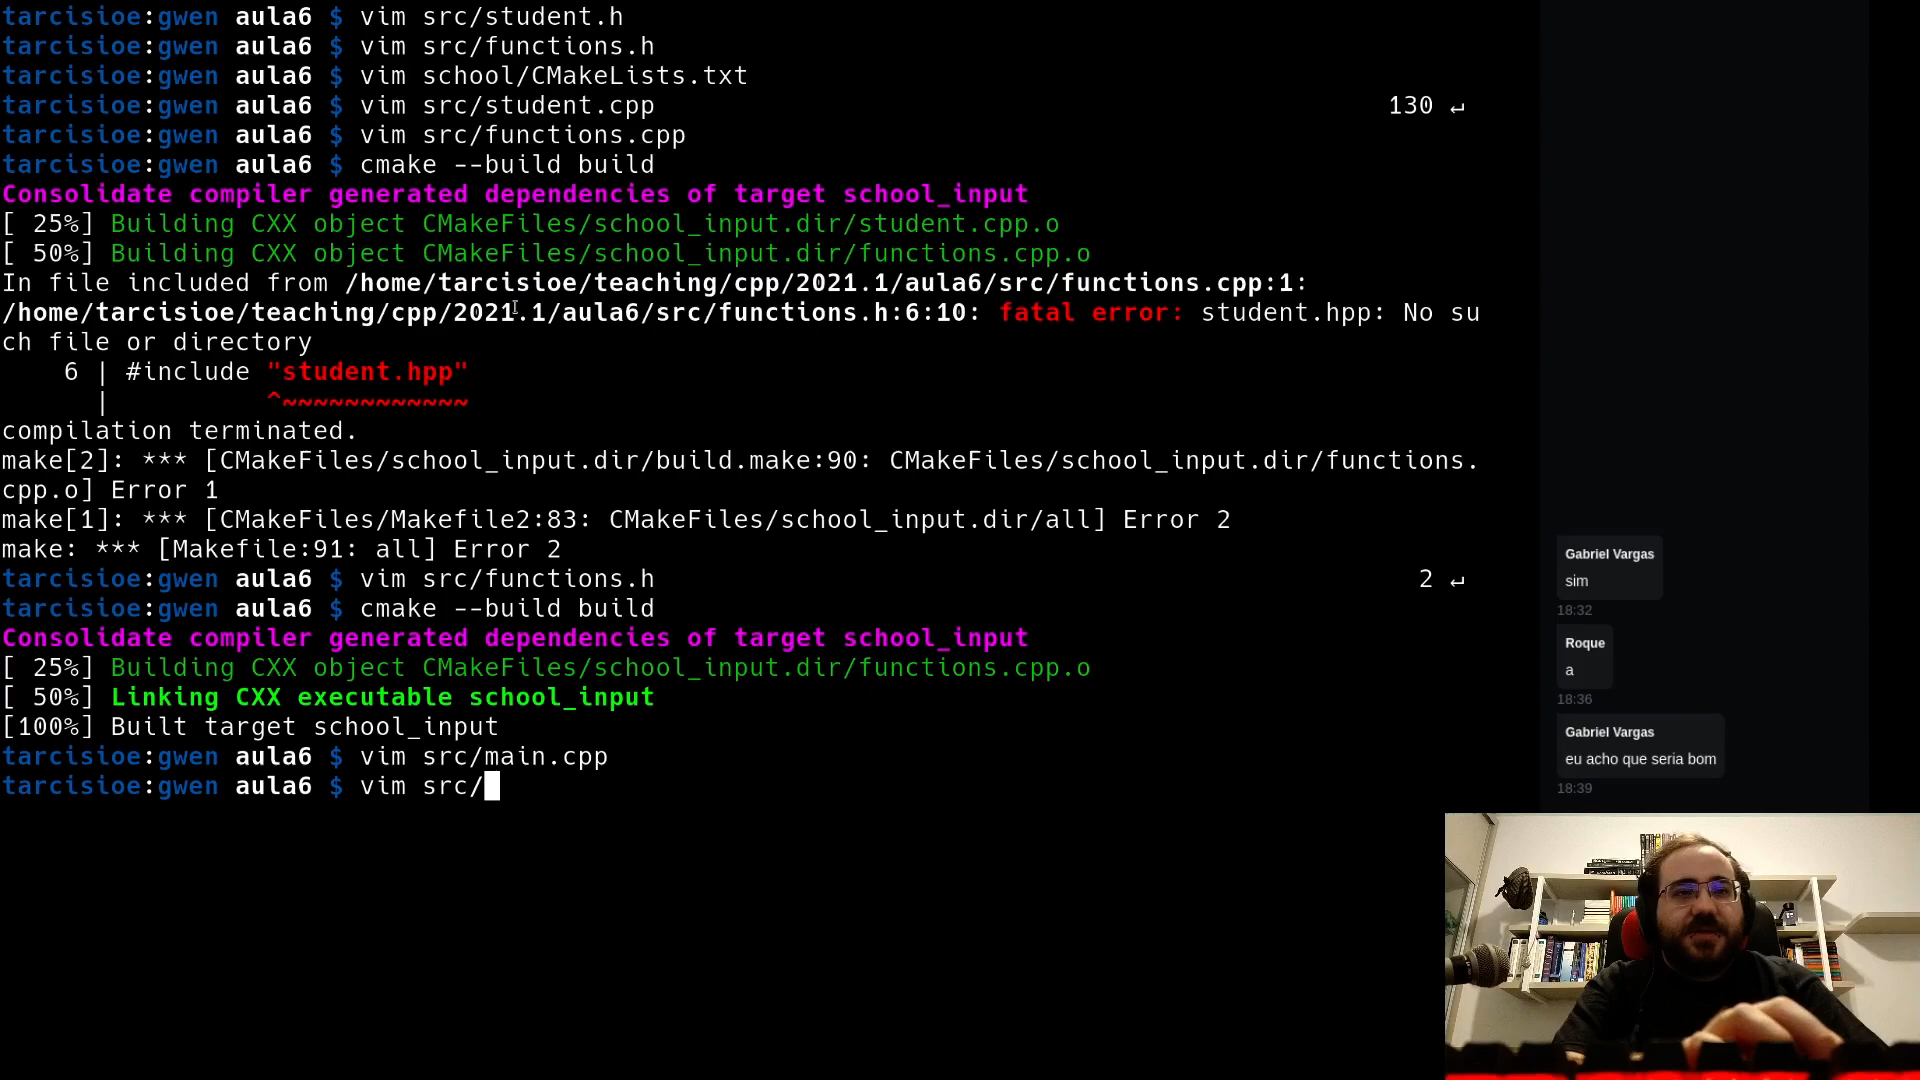 tarcisioe:gwen aula6 $ vim src/student.h
tarcisioe:gwen aula6 $ vim src/functions.h
tarcisioe:gwen aula6 $ vim school/CMakeLists.txt
tarcisioe:gwen aula6 $ vim src/student.cpp 130 ↵
tarcisioe:gwen aula6 $ vim src/functions.cpp
tarcisioe:gwen aula6 $ cmake --build build
Consolidate compiler generated dependencies of target school_input
[ 25%] Building CXX object CMakeFiles/school_input.dir/student.cpp.o
[ 50%] Building CXX object CMakeFiles/school_input.dir/functions.cpp.o
In file included from /home/tarcisioe/teaching/cpp/2021.1/aula6/src/functions.cpp:1:
/home/tarcisioe/teaching/cpp/2021.1/aula6/src/functions.h:6:10: fatal error: student.hpp: No su
ch file or directory
6 | #include "student.hpp"
| ^~~~~~~~~~~~~
compilation terminated.
make[2]: *** [CMakeFiles/school_input.dir/build.make:90: CMakeFiles/school_input.dir/functions.
cpp.o] Error 1
make[1]: *** [CMakeFiles/Makefile2:83: CMakeFiles/school_input.dir/all] Error 2
make: *** [Makefile:91: all] Error 2
tarcisioe:gwen aula6 $ vim src/functions.h 2 ↵
tarcisioe:gwen aula6 $ cmake --build build
Consolidate compiler generated dependencies of target school_input
[ 25%] Building CXX object CMakeFiles/school_input.dir/functions.cpp.o
[ 50%] Linking CXX executable school_input
[100%] Built target school_input
tarcisioe:gwen aula6 $ vim src/main.cpp
tarcisioe:gwen aula6 $ vim src/
Gabriel Vargas
sim
18:32
Roque
a
18:36
Gabriel Vargas
eu acho que seria bom
18:39